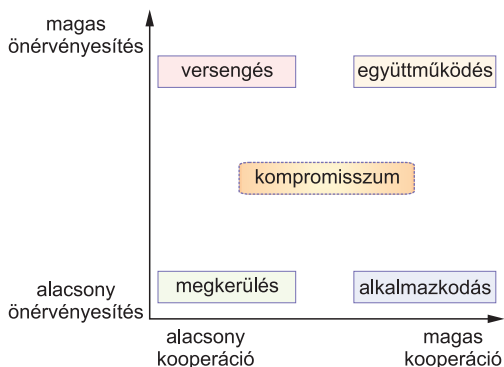 magas
önérvényesítés
versengés
együttműködés
kompromisszum
alacsony
önérvényesítés
megkerülés
alkalmazkodás
alacsony
kooperáció
magas
kooperáció